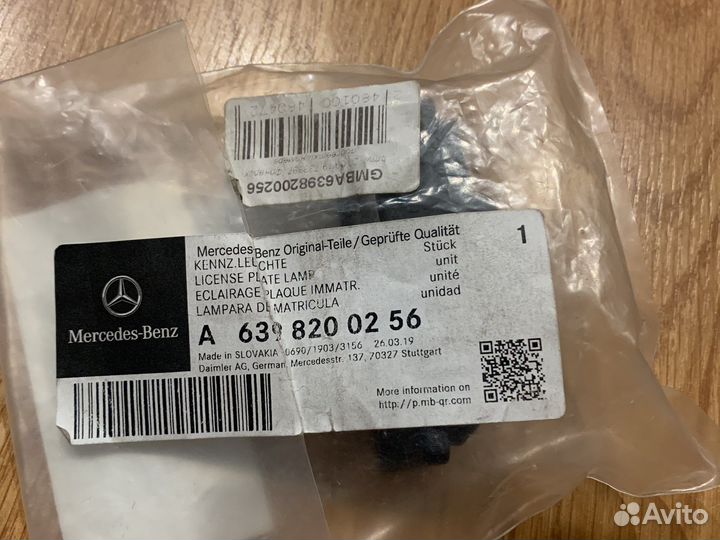 GMBA6398200256
Mercedes-Benz Original-Teile/Geprüfte Qualität
KENNZ.LEUCHTE
LICENSE PLATE LAMP
ECLAIRAGE PLAQUE IMMATR.
LAMPARA DE MATRICULA
Stück
unit
unité
unidad
1
Mercedes-Benz
A 639 820 02 56
Made in SLOVAKIA 0690/1903/3156 26.03.19
Daimler AG, German, Mercedesstr. 137, 70327 Stuttgart
More information on
http://p.mb-qr.com
Avito